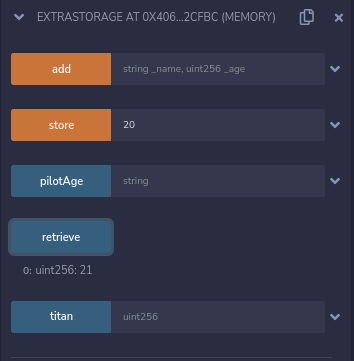 EXTRASTORAGE AT 0X406...2CFBC (MEMORY)
add string _name, uint256 _age
store 20
pilotAge string
retrieve
0: uint256: 21
titan uint256